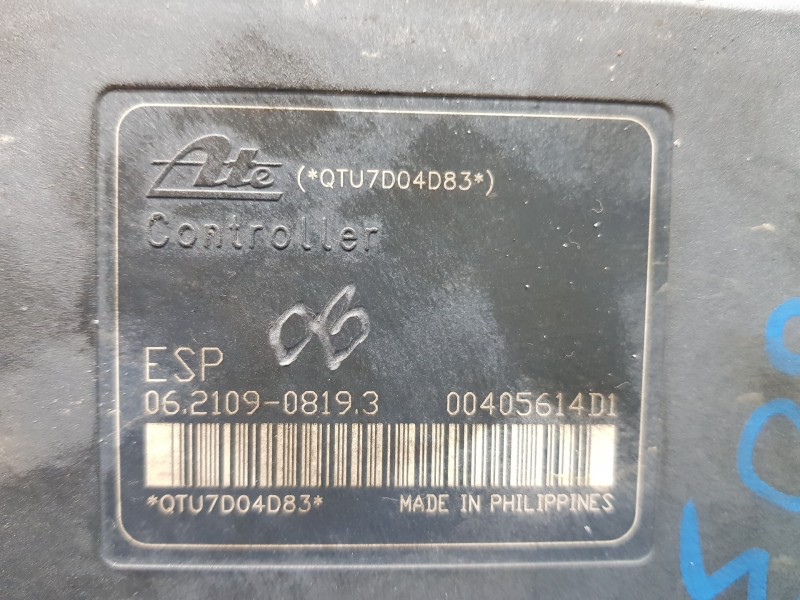 Ate (*QTU7D04D83*)
Controller
06
ESP
06.2109-0819.3 00405614D1
*QTU7D04D83* MADE IN PHILIPPINES